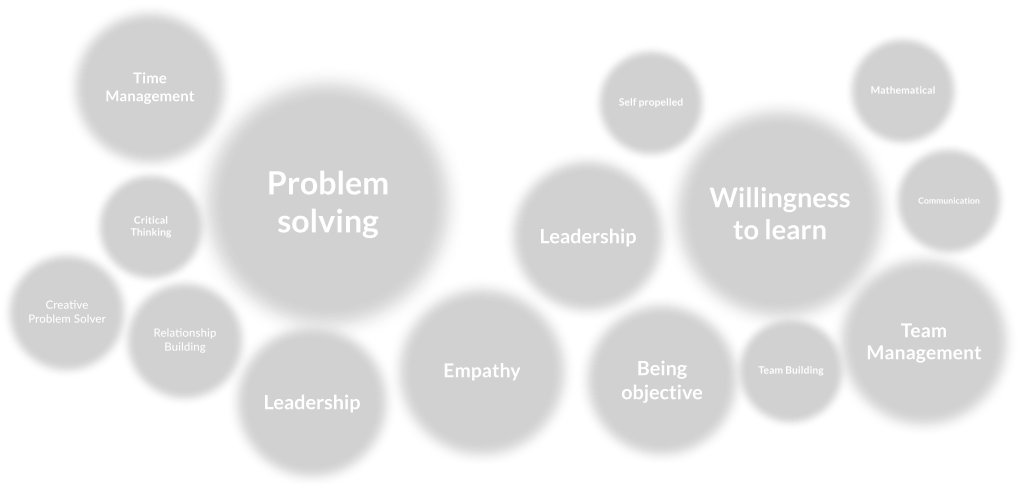 Time
Management
Problem
solving
Critical
Thinking
Creative
Problem Solver
Relationship
Building
Leadership
Empathy
Self propelled
Leadership
Willingness
to learn
Mathematical
Communication
Being
objective
Team Building
Team
Management